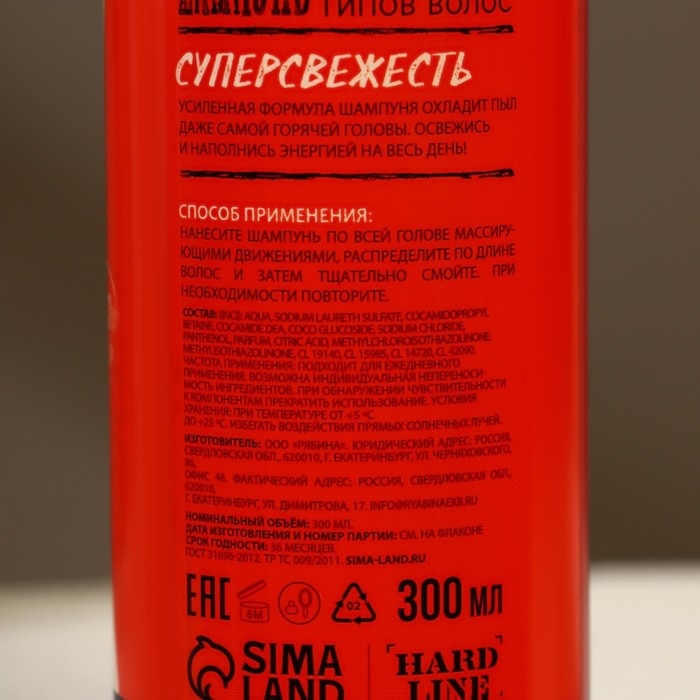 ТИПОВ ВОЛОС
СУПЕРСВЕЖЕСТЬ
УСИЛЕННАЯ ФОРМУЛА ШАМПУНЯ ОХЛАДИТ ПЫЛ
ДАЖЕ САМОЙ ГОРЯЧЕЙ ГОЛОВЫ. ОСВЕЖИСЬ
И НАПОЛНИСЬ ЭНЕРГИЕЙ НА ВЕСЬ ДЕНЬ!
СПОСОБ ПРИМЕНЕНИЯ:
НАНЕСИТЕ ШАМПУНЬ ПО ВСЕЙ ГОЛОВЕ МАССИРУ-
ЮЩИМИ ДВИЖЕНИЯМИ, РАСПРЕДЕЛИТЕ ПО ДЛИНЕ
ВОЛОС И ЗАТЕМ ТЩАТЕЛЬНО СМОЙТЕ. ПРИ
НЕОБХОДИМОСТИ ПОВТОРИТЕ.
СОСТАВ: (INCI): AQUA, SODIUM LAURETH SULFATE, COCAMIDOPROPYL
BETAINE, COCAMIDE DEA, COCO GLUCOSIDE, SODIUM CHLORIDE,
PANTHENOL, PARFUM, CITRIC ACID, METHYLCHLOROISOTHIAZOLINONE,
METHYLISOTHIAZOLINONE, CL 19140, CL 15985, CL 14720, CL 42090.
ЧАСТОТА ПРИМЕНЕНИЯ: ПОДХОДИТ ДЛЯ ЕЖЕДНЕВНОГО
ПРИМЕНЕНИЯ. ВОЗМОЖНА ИНДИВИДУАЛЬНАЯ НЕПЕРЕНОСИ-
МОСТЬ ИНГРЕДИЕНТОВ. ПРИ ОБНАРУЖЕНИИ ЧУВСТВИТЕЛЬНОСТИ
К КОМПОНЕНТАМ ПРЕКРАТИТЬ ИСПОЛЬЗОВАНИЕ. УСЛОВИЯ
ХРАНЕНИЯ: ПРИ ТЕМПЕРАТУРЕ ОТ +5 ºС
ДО +25 ºС, ИЗБЕГАТЬ ВОЗДЕЙСТВИЯ ПРЯМЫХ СОЛНЕЧНЫХ ЛУЧЕЙ.
ИЗГОТОВИТЕЛЬ: ООО «РЯБИНА». ЮРИДИЧЕСКИЙ АДРЕС: РОССИЯ,
СВЕРДЛОВСКАЯ ОБЛ., 620010, Г. ЕКАТЕРИНБУРГ, УЛ. ЧЕРНЯХОВСКОГО,
86,
ОФИС 46. ФАКТИЧЕСКИЙ АДРЕС: РОССИЯ, СВЕРДЛОВСКАЯ ОБЛ.,
620010,
Г. ЕКАТЕРИНБУРГ, УЛ. ДИМИТРОВА, 17. INFO@RYABINAEKB.RU
НОМИНАЛЬНЫЙ ОБЪЁМ: 300 МЛ.
ДАТА ИЗГОТОВЛЕНИЯ И НОМЕР ПАРТИИ: СМ. НА ФЛАКОНЕ
СРОК ГОДНОСТИ: 36 МЕСЯЦЕВ.
ГОСТ 31696-2012, ТР ТС 009/2011. SIMA-LAND.RU
EAC 6M 02 300 МЛ
SIMA
LAND
HARD
LINE